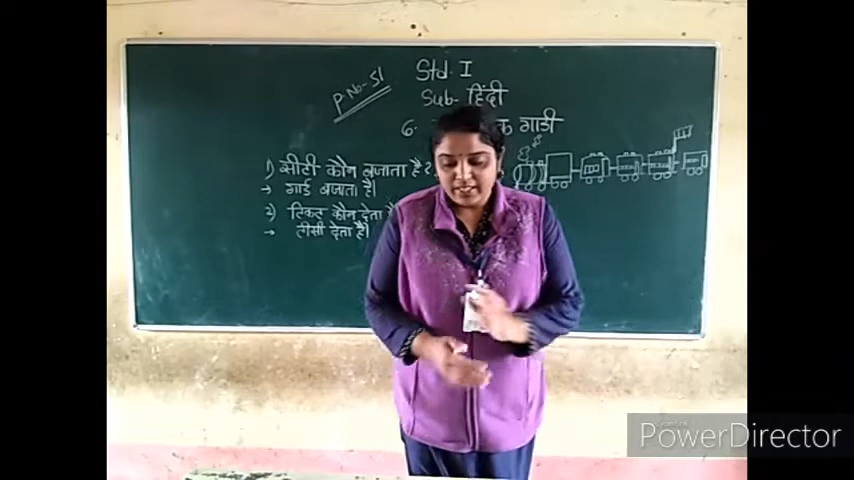 Std. I
P.No-51
Sub- हिंदी
6. गाडी
1) सीटी कौन बजाता है?
→ गार्ड बजाता है।
2) टिकट कौन देता
→ टीसी देता है।
PowerDirector